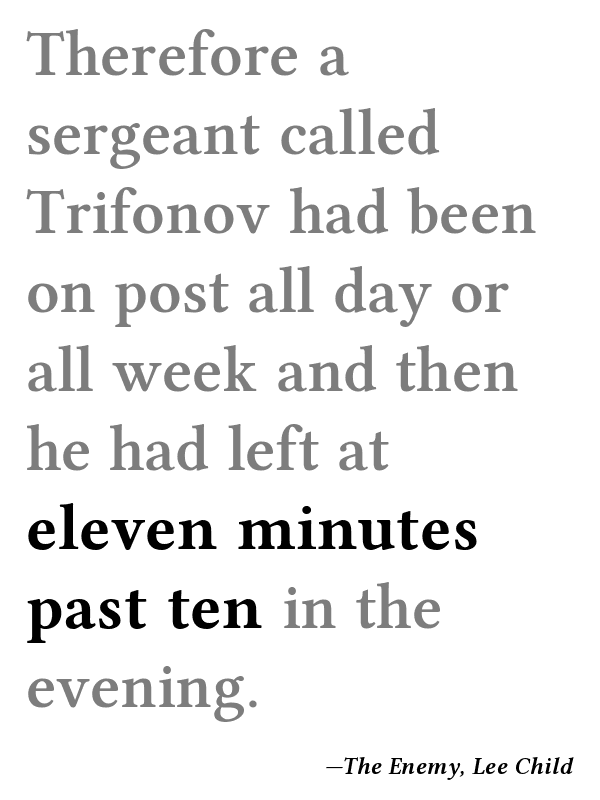 Therefore a
sergeant called
Trifonov had been
on post all day or
all week and then
he had left at
eleven minutes
past ten in the
evening.
—The Enemy, Lee Child